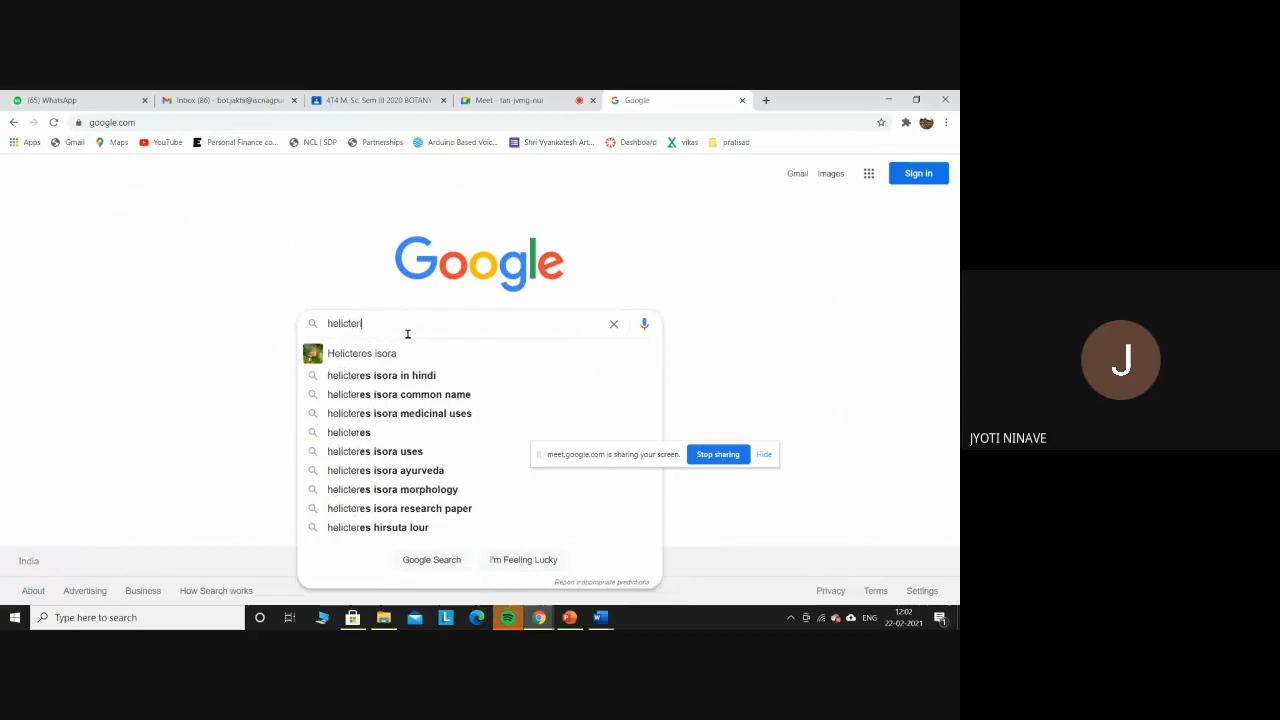 (65) WhatsApp
Inbox (86) - bot.jakhi@iscnagpu
4T4 M. Sc. Sem III 2020 BOTANY
Meet - tan-jvmg-nui
Google
google.com
Apps
Gmail
Maps
YouTube
Personal Finance co...
NCL | SDP
Partnerships
Arduino Based Voic...
Shri Vyankatesh Art...
Dashboard
vikas
pratisad
Gmail
Images
Sign in
Google
helicteri
Helicteres isora
helicteres isora in hindi
helicteres isora common name
helicteres isora medicinal uses
helicteres
helicteres isora uses
helicteres isora ayurveda
helicteres isora morphology
helicteres isora research paper
helicteres hirsuta lour
meet.google.com is sharing your screen.
Stop sharing
Hide
Google Search
I'm Feeling Lucky
Report inappropriate predictions
India
About
Advertising
Business
How Search works
Privacy
Terms
Settings
Type here to search
L
ENG
12:02
22-02-2021
J
JYOTI NINAVE